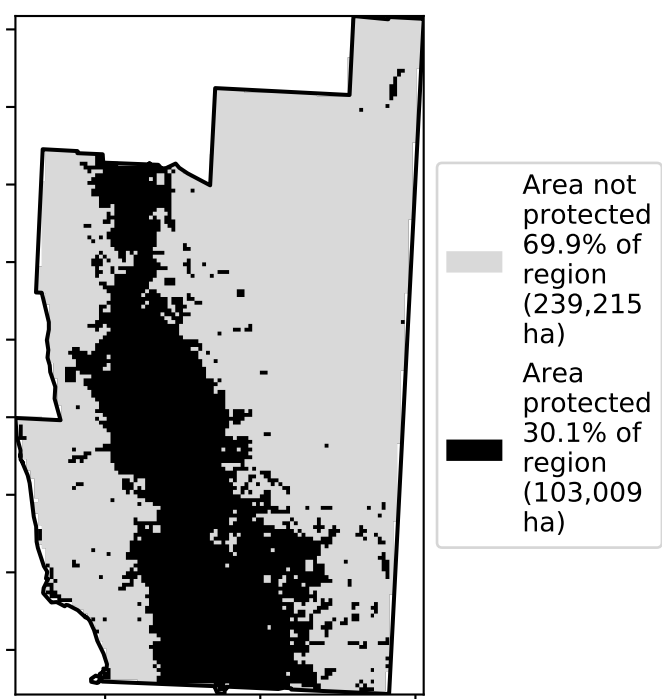 Area not
protected
69.9% of
region
(239,215
ha)
Area
protected
30.1% of
region
(103,009
ha)